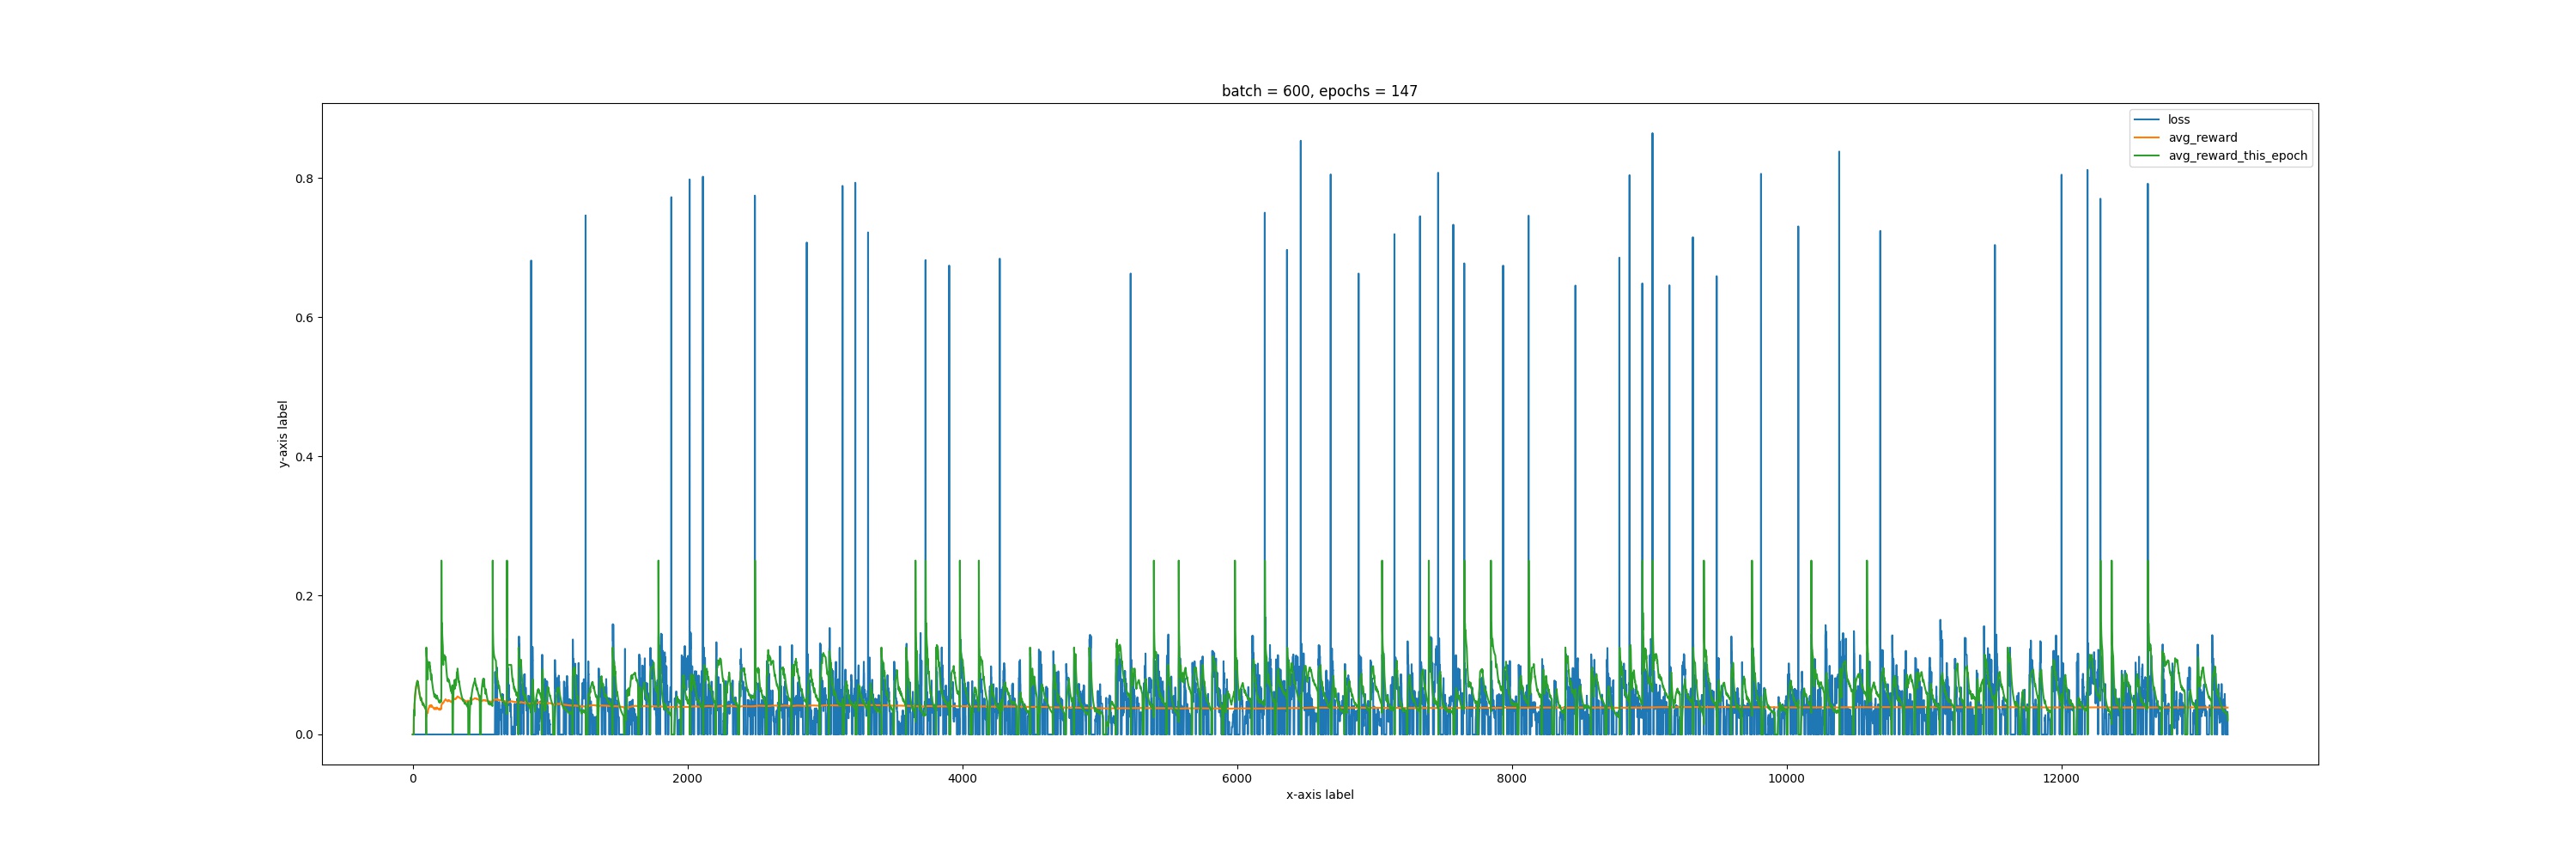 batch = 600, epochs = 147
loss
avg_reward
avg_reward_this_epoch
0.8
0.6
0.4
0.2
0.0
y-axis label
0 2000 4000 6000 8000 10000 12000
x-axis label